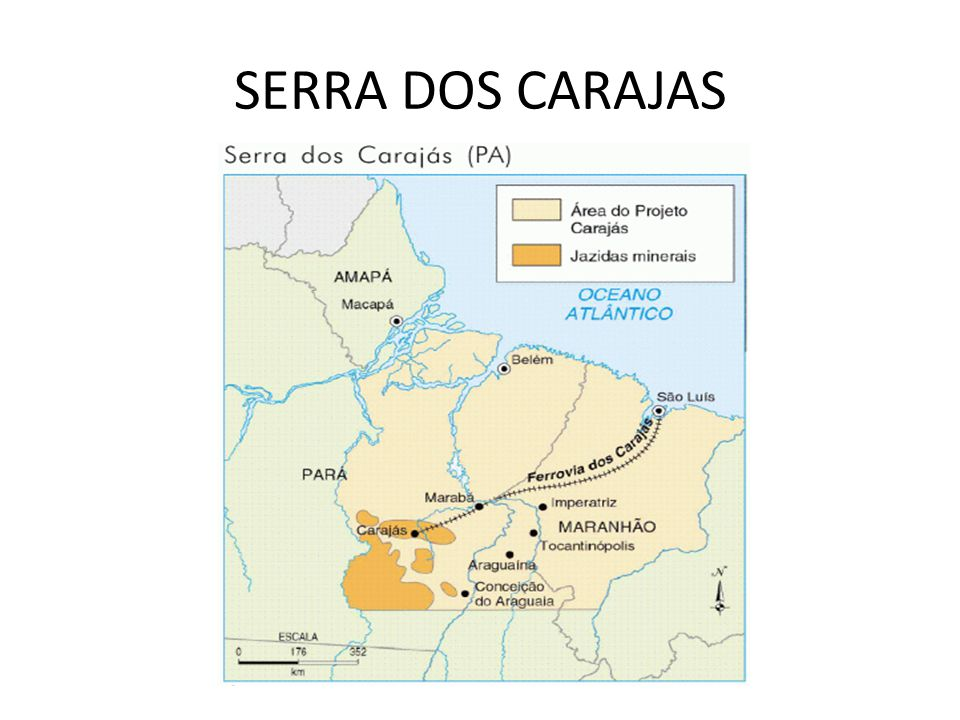 SERRA DOS CARAJAS
Serra dos Carajás (PA)
Área do Projeto
Carajás
Jazidas minerais
AMAPÁ
Macapá
OCEANO
ATLÂNTICO
Belém
São Luís
Ferrovia dos Carajás
PARÁ
Marabá
Imperatriz
Carajás
MARANHÃO
Tocantinópolis
Araguaína
Conceição
do Araguaia
N
ESCALA
0 176 352
km